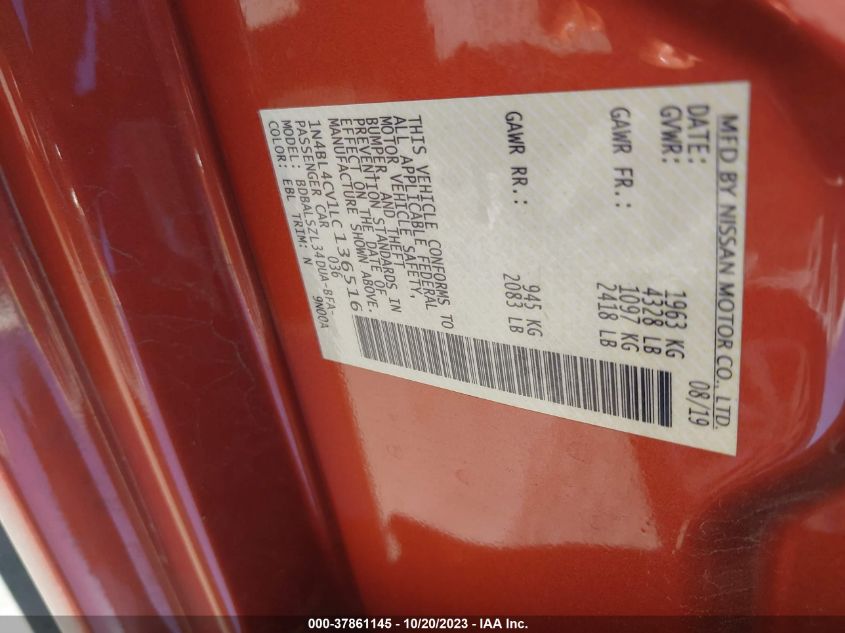 MFD BY NISSAN MOTOR CO., LTD.
DATE: 08/19
GVWR: 1963 KG
4328 LB
GAWR FR.: 1097 KG
2418 LB
GAWR RR.: 945 KG
2083 LB
THIS VEHICLE CONFORMS TO
ALL APPLICABLE FEDERAL
MOTOR VEHICLE SAFETY,
BUMPER, AND THEFT
PREVENTION STANDARDS IN
EFFECT ON THE DATE OF
MANUFACTURE SHOWN ABOVE.
1N4BL4CV1LC136516
PASSENGER CAR 036
MODEL: BDBALSZL34DUA-BFA-
COLOR: EBL TRIM: N 9N00A
000-37861145 - 10/20/2023 - IAA Inc.